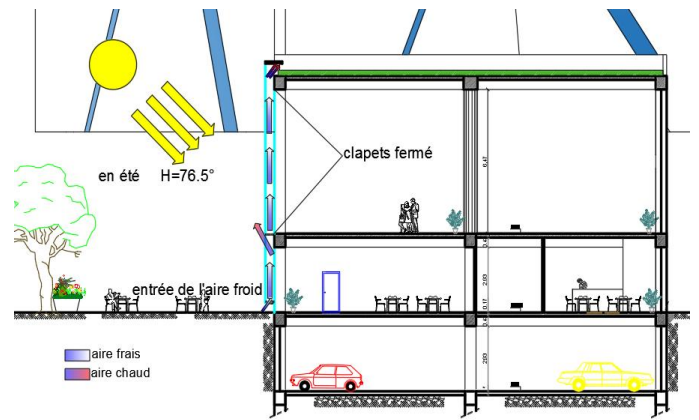 clapets fermé
en été H=76.5°
entrée de l'aire froid
aire frais
aire chaud